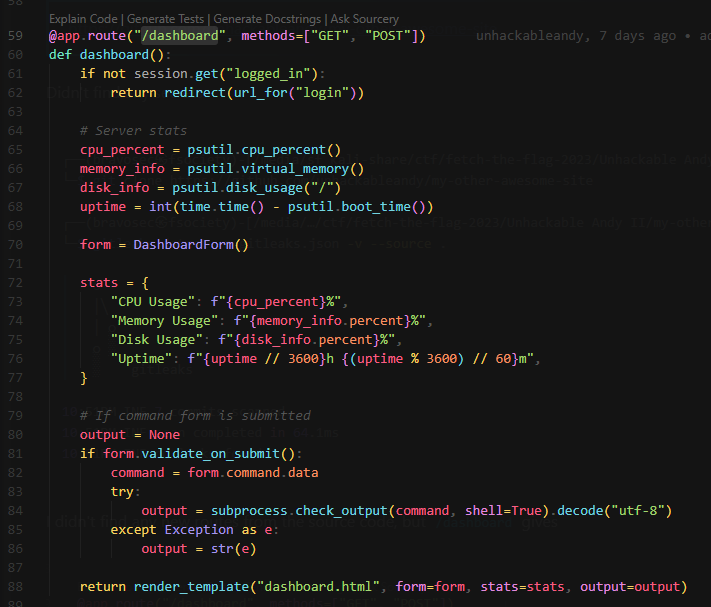 58
Explain Code | Generate Tests | Generate Docstrings | Ask Sourcery
59 @app.route("/dashboard", methods=["GET", "POST"]) unhackableandy, 7 days ago •
60 def dashboard():
61     if not session.get("logged_in"):
62         return redirect(url_for("login"))
63
64     # Server stats
65     cpu_percent = psutil.cpu_percent()
66     memory_info = psutil.virtual_memory()
67     disk_info = psutil.disk_usage("/")
68     uptime = int(time.time() - psutil.boot_time())
69
70     form = DashboardForm()
71
72     stats = {
73         "CPU Usage": f"{cpu_percent}%",
74         "Memory Usage": f"{memory_info.percent}%",
75         "Disk Usage": f"{disk_info.percent}%",
76         "Uptime": f"{uptime // 3600}h {(uptime % 3600) // 60}m",
77     }
78
79     # If command form is submitted
80     output = None
81     if form.validate_on_submit():
82         command = form.command.data
83         try:
84             output = subprocess.check_output(command, shell=True).decode("utf-8")
85         except Exception as e:
86             output = str(e)
87
88     return render_template("dashboard.html", form=form, stats=stats, output=output)
89